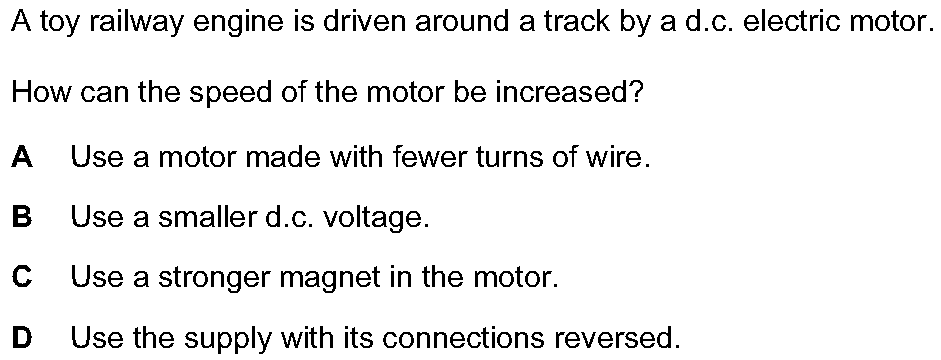 A toy railway engine is driven around a track by a d.c. electric motor.
How can the speed of the motor be increased?
A Use a motor made with fewer turns of wire.
B Use a smaller d.c. voltage.
C Use a stronger magnet in the motor.
D Use the supply with its connections reversed.